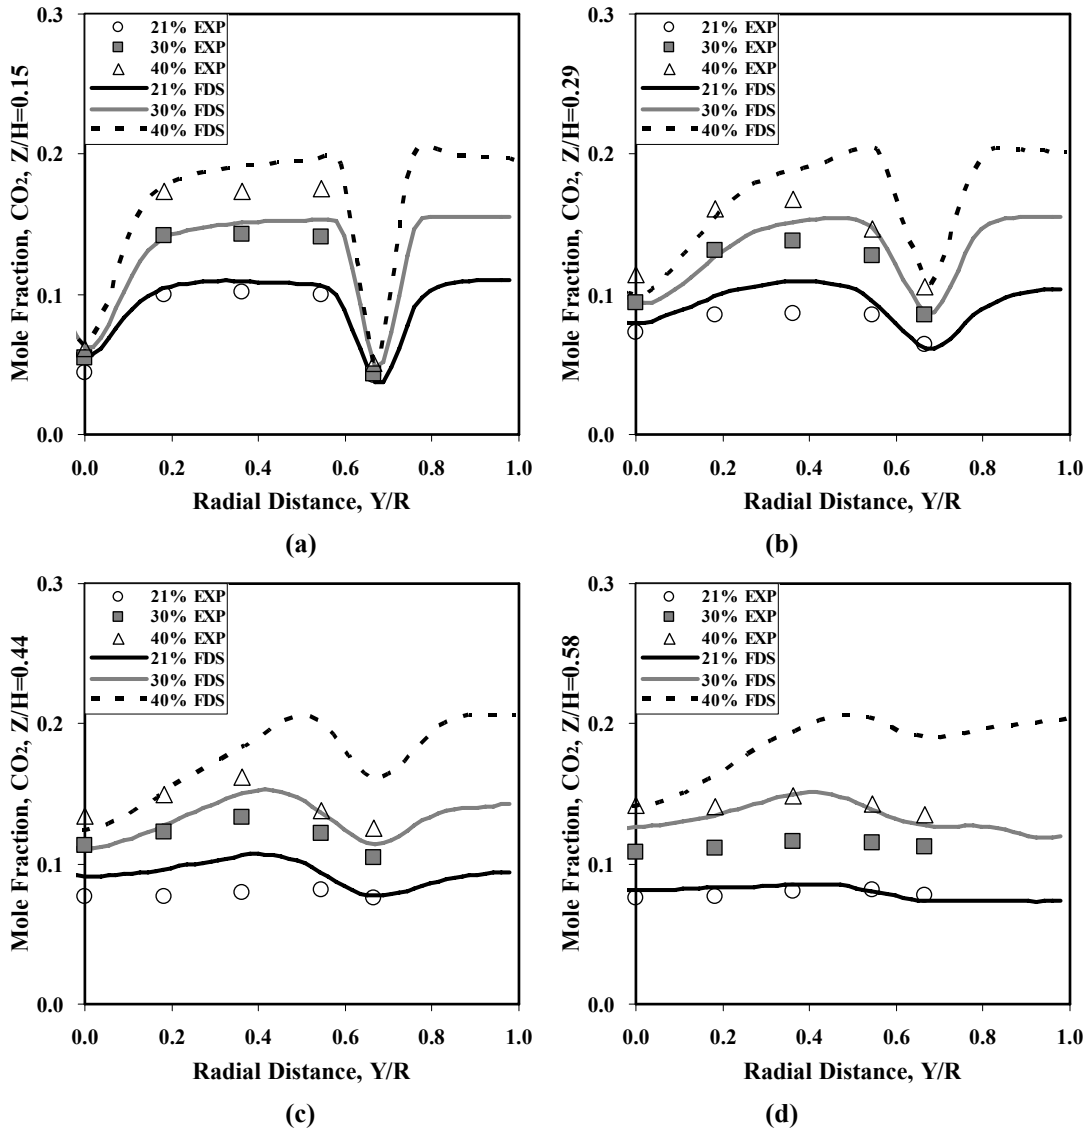 0.3
21% EXP
30% EXP
40% EXP
21% FDS
30% FDS
40% FDS
0.2
0.1
0.0
Mole Fraction, CO2, Z/H=0.15
0.0 0.2 0.4 0.6 0.8 1.0
Radial Distance, Y/R
(a)
0.3
21% EXP
30% EXP
40% EXP
21% FDS
30% FDS
40% FDS
0.2
0.1
0.0
Mole Fraction, CO2, Z/H=0.29
0.0 0.2 0.4 0.6 0.8 1.0
Radial Distance, Y/R
(b)
0.3
21% EXP
30% EXP
40% EXP
21% FDS
30% FDS
40% FDS
0.2
0.1
0.0
Mole Fraction, CO2, Z/H=0.44
0.0 0.2 0.4 0.6 0.8 1.0
Radial Distance, Y/R
(c)
0.3
21% EXP
30% EXP
40% EXP
21% FDS
30% FDS
40% FDS
0.2
0.1
0.0
Mole Fraction, CO2, Z/H=0.58
0.0 0.2 0.4 0.6 0.8 1.0
Radial Distance, Y/R
(d)